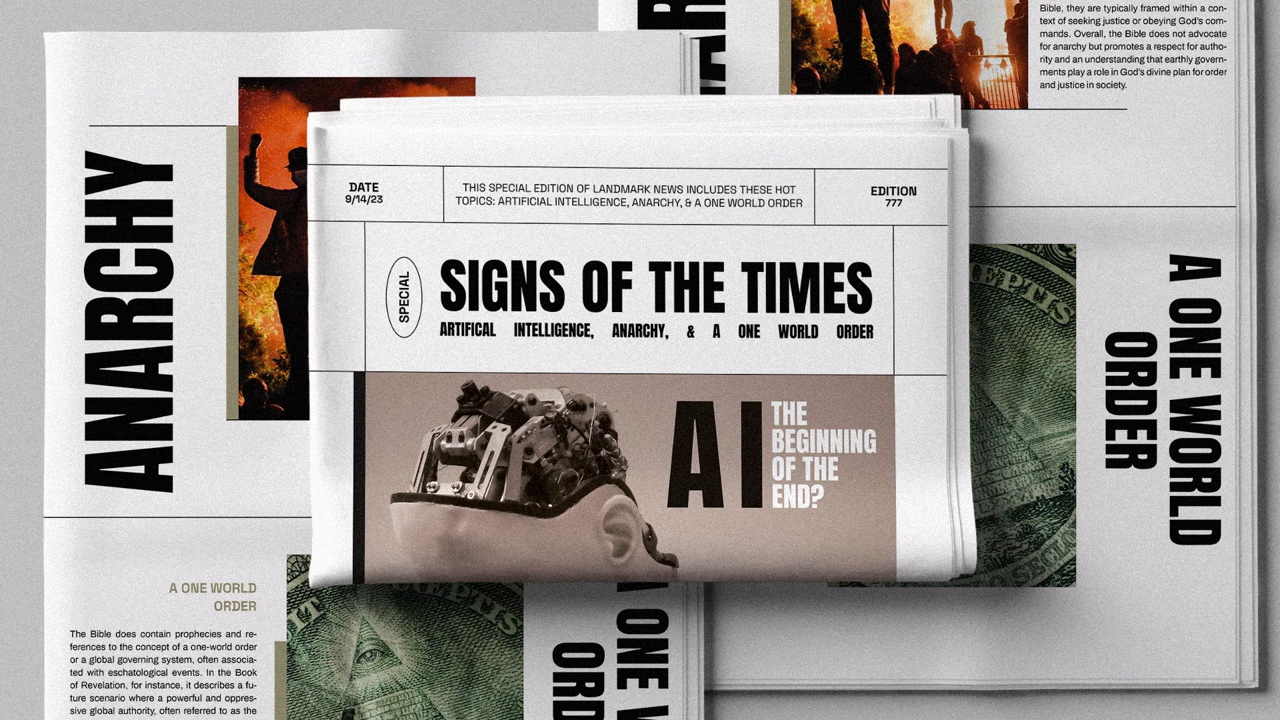 Bible, they are typically framed within a con-
text of seeking justice or obeying God's com-
mands. Overall, the Bible does not advocate
for anarchy but promotes a respect for autho-
rity and an understanding that earthly govern-
ments play a role in God's divine plan for order
and justice in society.
ANARCHY
DATE
9/14/23
THIS SPECIAL EDITION OF LANDMARK NEWS INCLUDES THESE HOT
TOPICS: ARTIFICIAL INTELLIGENCE, ANARCHY, & A ONE WORLD ORDER
EDITION
777
SPECIAL
SIGNS OF THE TIMES
ARTIFICAL INTELLIGENCE, ANARCHY, & A ONE WORLD ORDER
AI
THE
BEGINNING
OF THE
END?
CEPTIS
A ONE WORLD
ORDER
A ONE WORLD
ORDER
The Bible does contain prophecies and re-
ferences to the concept of a one-world order
or a global governing system, often associa-
ted with eschatological events. In the Book
of Revelation, for instance, it describes a fu-
ture scenario where a powerful and oppres-
sive global authority, often referred to as the
CEPTIS
ONE